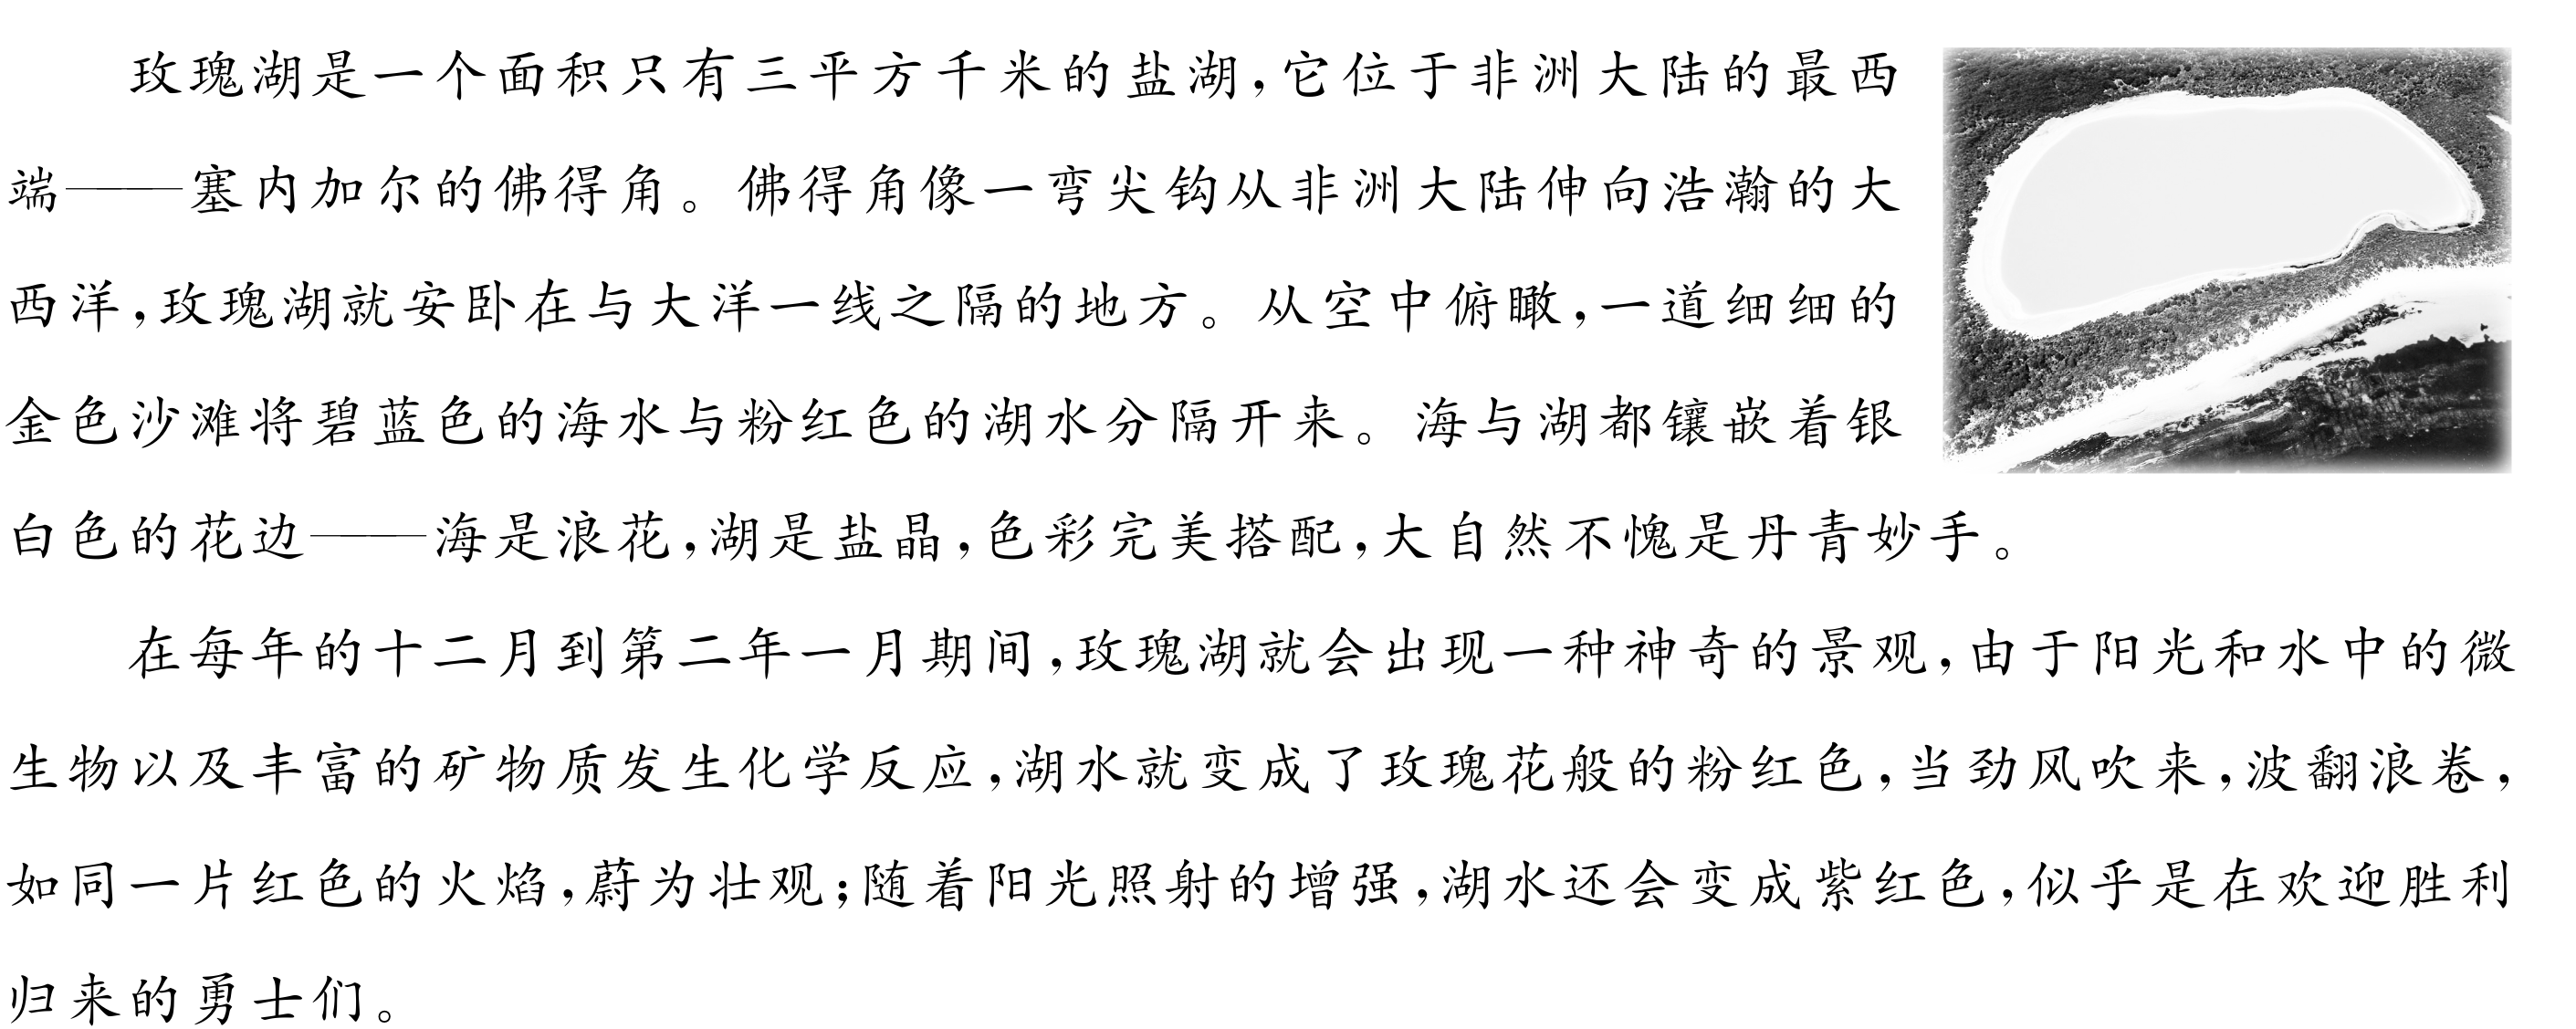 玫瑰湖是一个面积只有三平方千米的盐湖,它位于非洲大陆的最西
端——塞内加尔的佛得角。佛得角像一弯尖钩从非洲大陆伸向浩瀚的大
西洋,玫瑰湖就安卧在与大洋一线之隔的地方。从空中俯瞰,一道细细的
金色沙滩将碧蓝色的海水与粉红色的湖水分隔开来。海与湖都镶嵌着银
白色的花边——海是浪花,湖是盐晶,色彩完美搭配,大自然不愧是丹青妙手。
在每年的十二月到第二年一月期间,玫瑰湖就会出现一种神奇的景观,由于阳光和水中的微
生物以及丰富的矿物质发生化学反应,湖水就变成了玫瑰花般的粉红色,当劲风吹来,波翻浪卷,
如同一片红色的火焰,蔚为壮观;随着阳光照射的增强,湖水还会变成紫红色,似乎是在欢迎胜利
归来的勇士们。